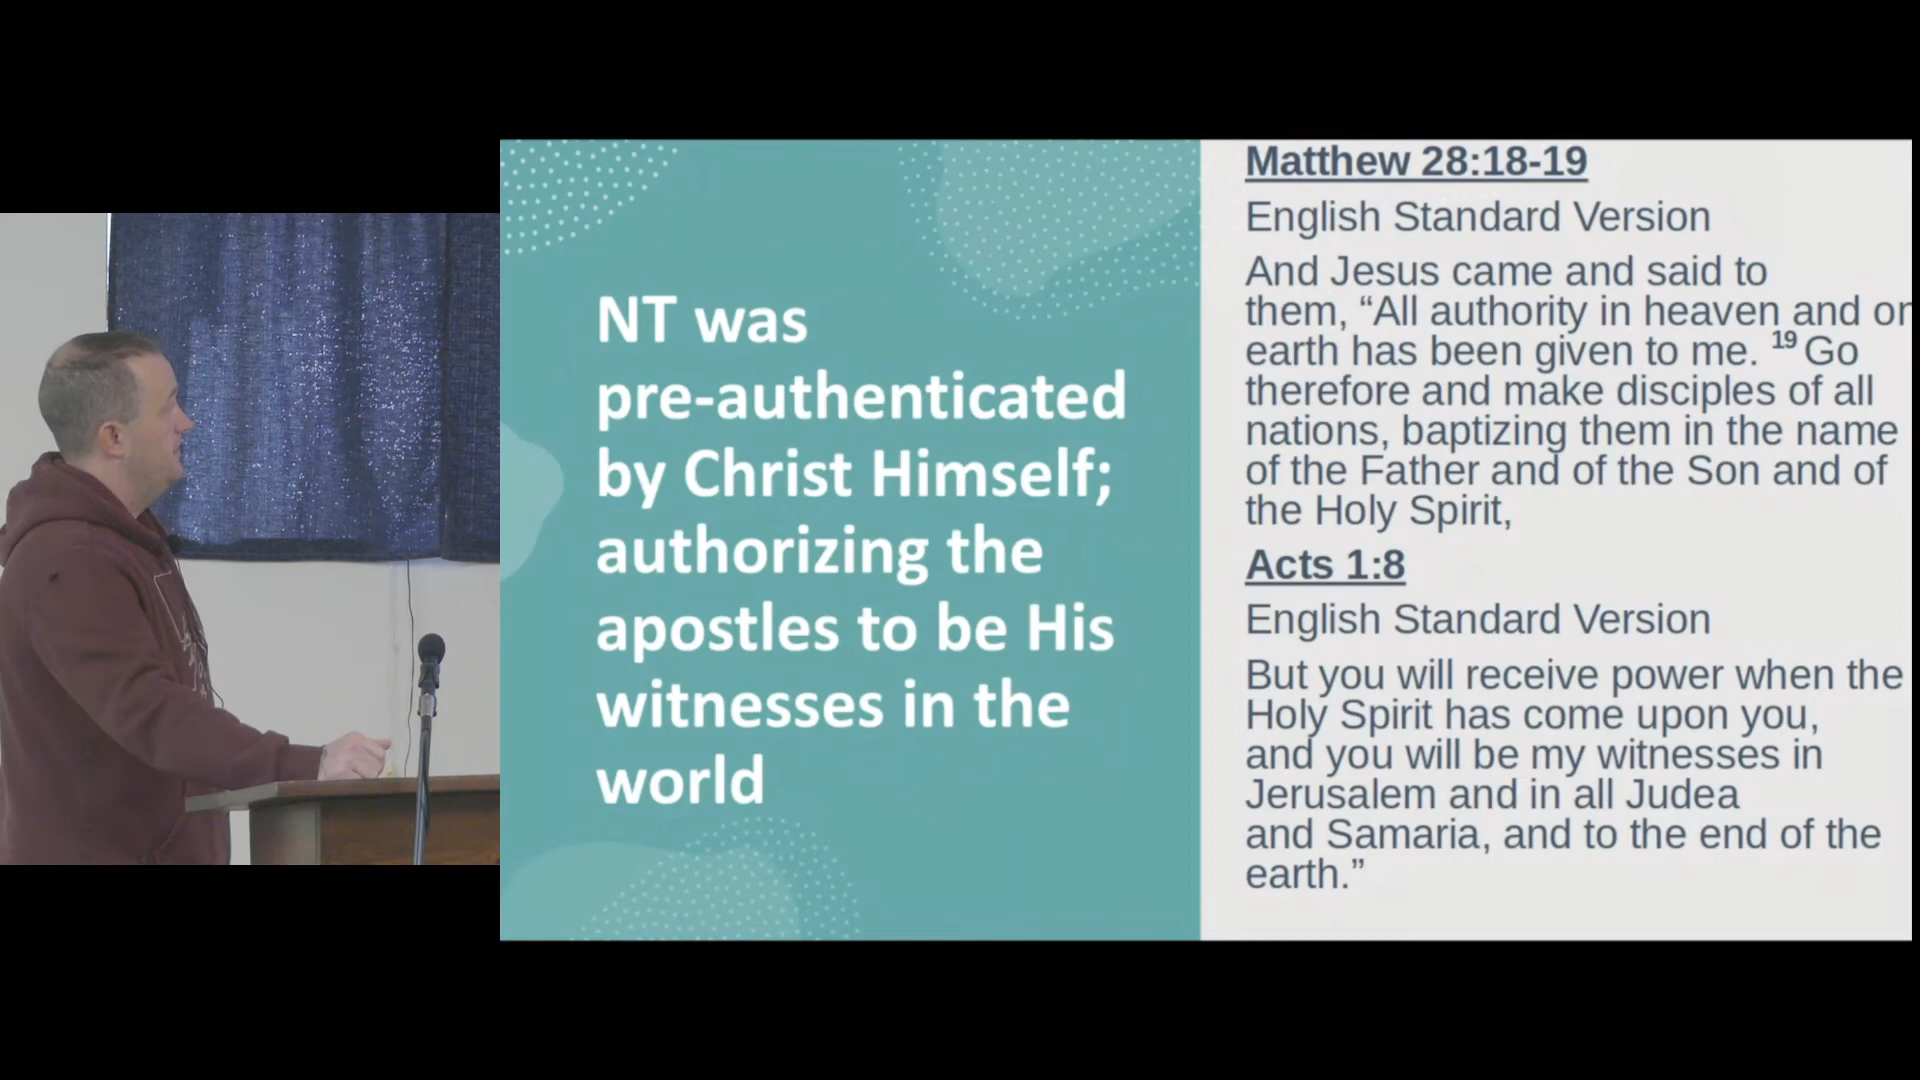 NT was
pre-authenticated
by Christ Himself;
authorizing the
apostles to be His
witnesses in the
world
Matthew 28:18-19
English Standard Version
And Jesus came and said to
them, “All authority in heaven and on
earth has been given to me. 19 Go
therefore and make disciples of all
nations, baptizing them in the name
of the Father and of the Son and of
the Holy Spirit,
Acts 1:8
English Standard Version
But you will receive power when the
Holy Spirit has come upon you,
and you will be my witnesses in
Jerusalem and in all Judea
and Samaria, and to the end of the
earth.”